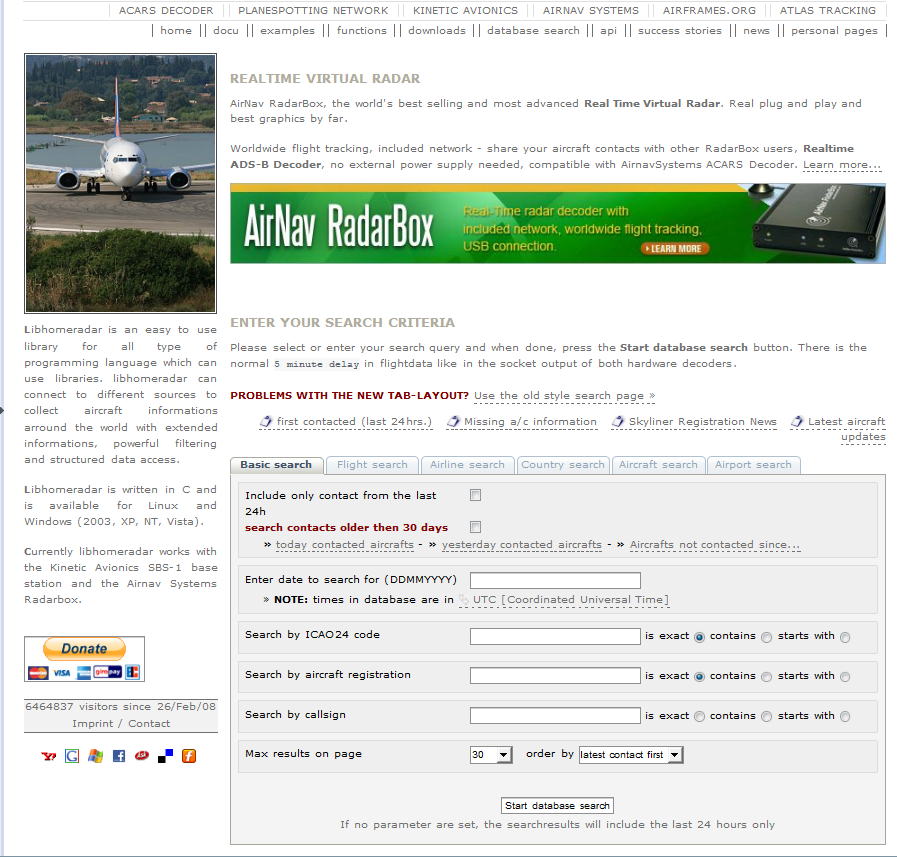 ACARS DECODER PLANESPOTTING NETWORK KINETIC AVIONICS AIRNAV SYSTEMS AIRFRAMES.ORG ATLAS TRACKING
home docu examples functions downloads database search api success stories news personal pages
REALTIME VIRTUAL RADAR
AirNav RadarBox, the world's best selling and most advanced Real Time Virtual Radar. Real plug and play and
best graphics by far.
Worldwide flight tracking, included network - share your aircraft contacts with other RadarBox users, Realtime
ADS-B Decoder, no external power supply needed, compatible with AirnavSystems ACARS Decoder. Learn more...
AirNav RadarBox
Real-Time radar decoder with
included network, worldwide flight tracking,
USB connection.
LEARN MORE
AirNav RadarBox
Libhomeradar is an easy to use
library for all type of
programming language which can
use libraries. libhomeradar can
connect to different sources to
collect aircraft informations
arround the world with extended
informations, powerful filtering
and structured data access.
Libhomeradar is written in C and
is available for Linux and
Windows (2003, XP, NT, Vista).
Currently libhomeradar works with
the Kinetic Avionics SBS-1 base
station and the Airnav Systems
Radarbox.
Donate
VISA
giropay
6464837 visitors since 26/Feb/08
Imprint / Contact
ENTER YOUR SEARCH CRITERIA
Please select or enter your search query and when done, press the Start database search button. There is the
normal 5 minute delay in flightdata like in the socket output of both hardware decoders.
PROBLEMS WITH THE NEW TAB-LAYOUT? Use the old style search page »
first contacted (last 24hrs.) Missing a/c information Skyliner Registration News Latest aircraft
updates
Basic search Flight search Airline search Country search Aircraft search Airport search
Include only contact from the last
24h
search contacts older then 30 days
» today contacted aircrafts - » yesterday contacted aircrafts - » Aircrafts not contacted since...
Enter date to search for (DDMMYYYY)
» NOTE: times in database are in UTC [Coordinated Universal Time]
Search by ICAO24 code is exact contains starts with
Search by aircraft registration is exact contains starts with
Search by callsign is exact contains starts with
Max results on page 30 order by latest contact first
Start database search
If no parameter are set, the searchresults will include the last 24 hours only